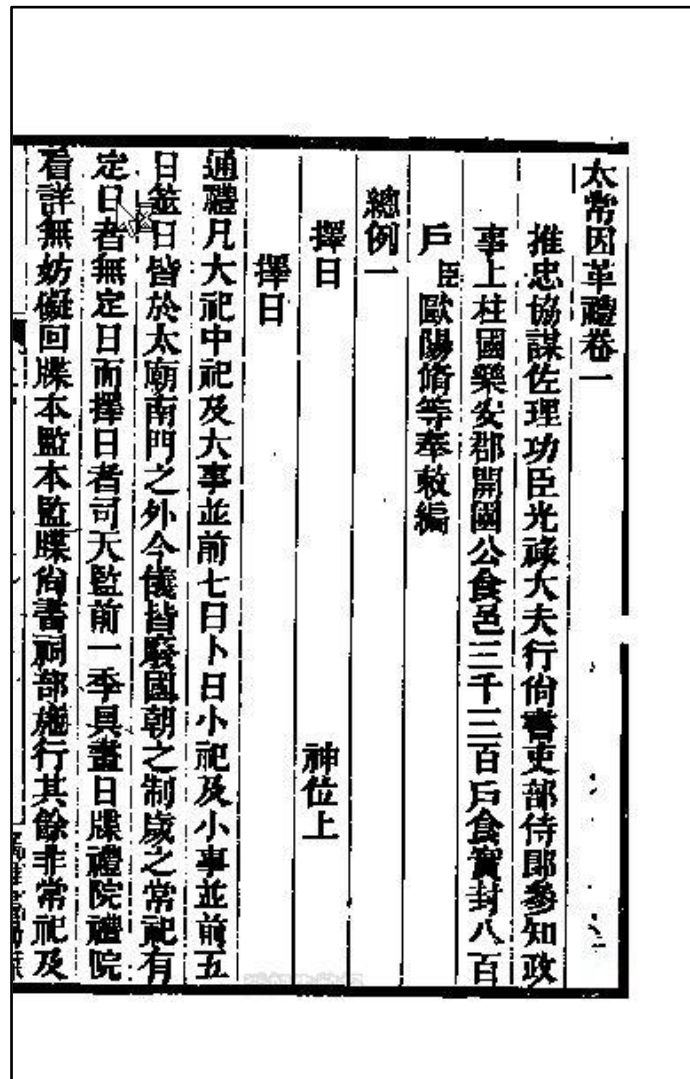 太常因革禮卷一
推忠協謀佐理功臣光祿大夫行尙書吏部侍郎參知政
事上柱國樂安郡開國公食邑三千三百戶食實封八百
戶臣歐陽脩等奉敕編
總例一
擇日 神位上
擇日
通禮凡大祀中祀及大事並前七日卜日小祀及小事並前五
日筮日皆於太廟南門之外今儀皆廢國朝之制歲之常祀有
定日者無定日而擇日者司天監前一季具畫日牒禮院禮院
看詳無妨礙回牒本監本監牒尙書祠部施行其餘非常祀及